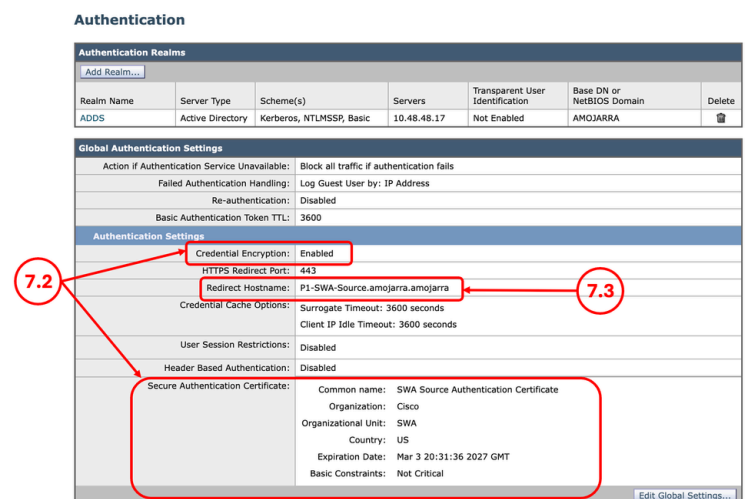 Authentication
Authentication Realms
Add Realm...
Realm Name Server Type Scheme(s) Servers Transparent User Identification Base DN or NetBIOS Domain Delete
ADDS Active Directory Kerberos, NTLMSSP, Basic 10.48.48.17 Not Enabled AMOJARRA
Global Authentication Settings
Action if Authentication Service Unavailable: Block all traffic if authentication fails
Failed Authentication Handling: Log Guest User by: IP Address
Re-authentication: Disabled
Basic Authentication Token TTL: 3600
Authentication Settings
Credential Encryption: Enabled
HTTPS Redirect Port: 443
7.2
Redirect Hostname: P1-SWA-Source.amojarra.amojarra
7.3
Credential Cache Options: Surrogate Timeout: 3600 seconds
Client IP Idle Timeout: 3600 seconds
User Session Restrictions: Disabled
Header Based Authentication: Disabled
Secure Authentication Certificate:
Common name: SWA Source Authentication Certificate
Organization: Cisco
Organizational Unit: SWA
Country: US
Expiration Date: Mar 3 20:31:36 2027 GMT
Basic Constraints: Not Critical
Edit Global Settings...